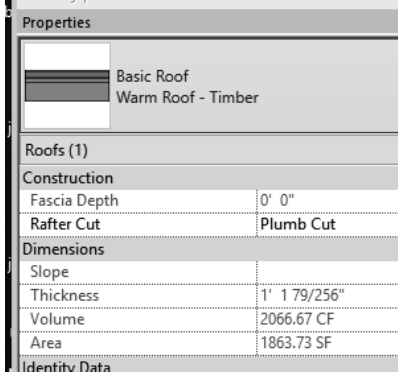 Properties
Basic Roof
Warm Roof - Timber
Roofs (1)
Construction
Fascia Depth 0' 0"
Rafter Cut Plumb Cut
Dimensions
Slope
Thickness 1' 1 79/256"
Volume 2066.67 CF
Area 1863.73 SF
Identity Data